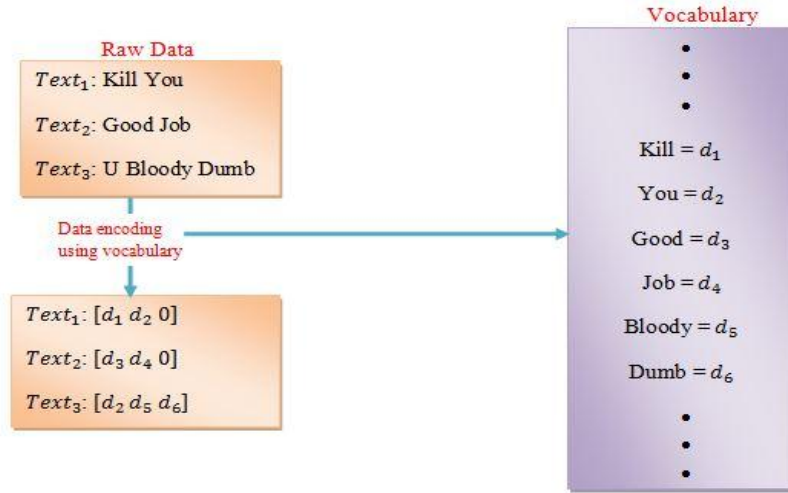 Raw Data
Text₁: Kill You
Text₂: Good Job
Text₃: U Bloody Dumb
Data encoding
using vocabulary
Text₁: [d₁ d₂ 0]
Text₂: [d₃ d₄ 0]
Text₃: [d₂ d₅ d₆]
Vocabulary
•
•
•
Kill = d₁
You = d₂
Good = d₃
Job = d₄
Bloody = d₅
Dumb = d₆
•
•
•